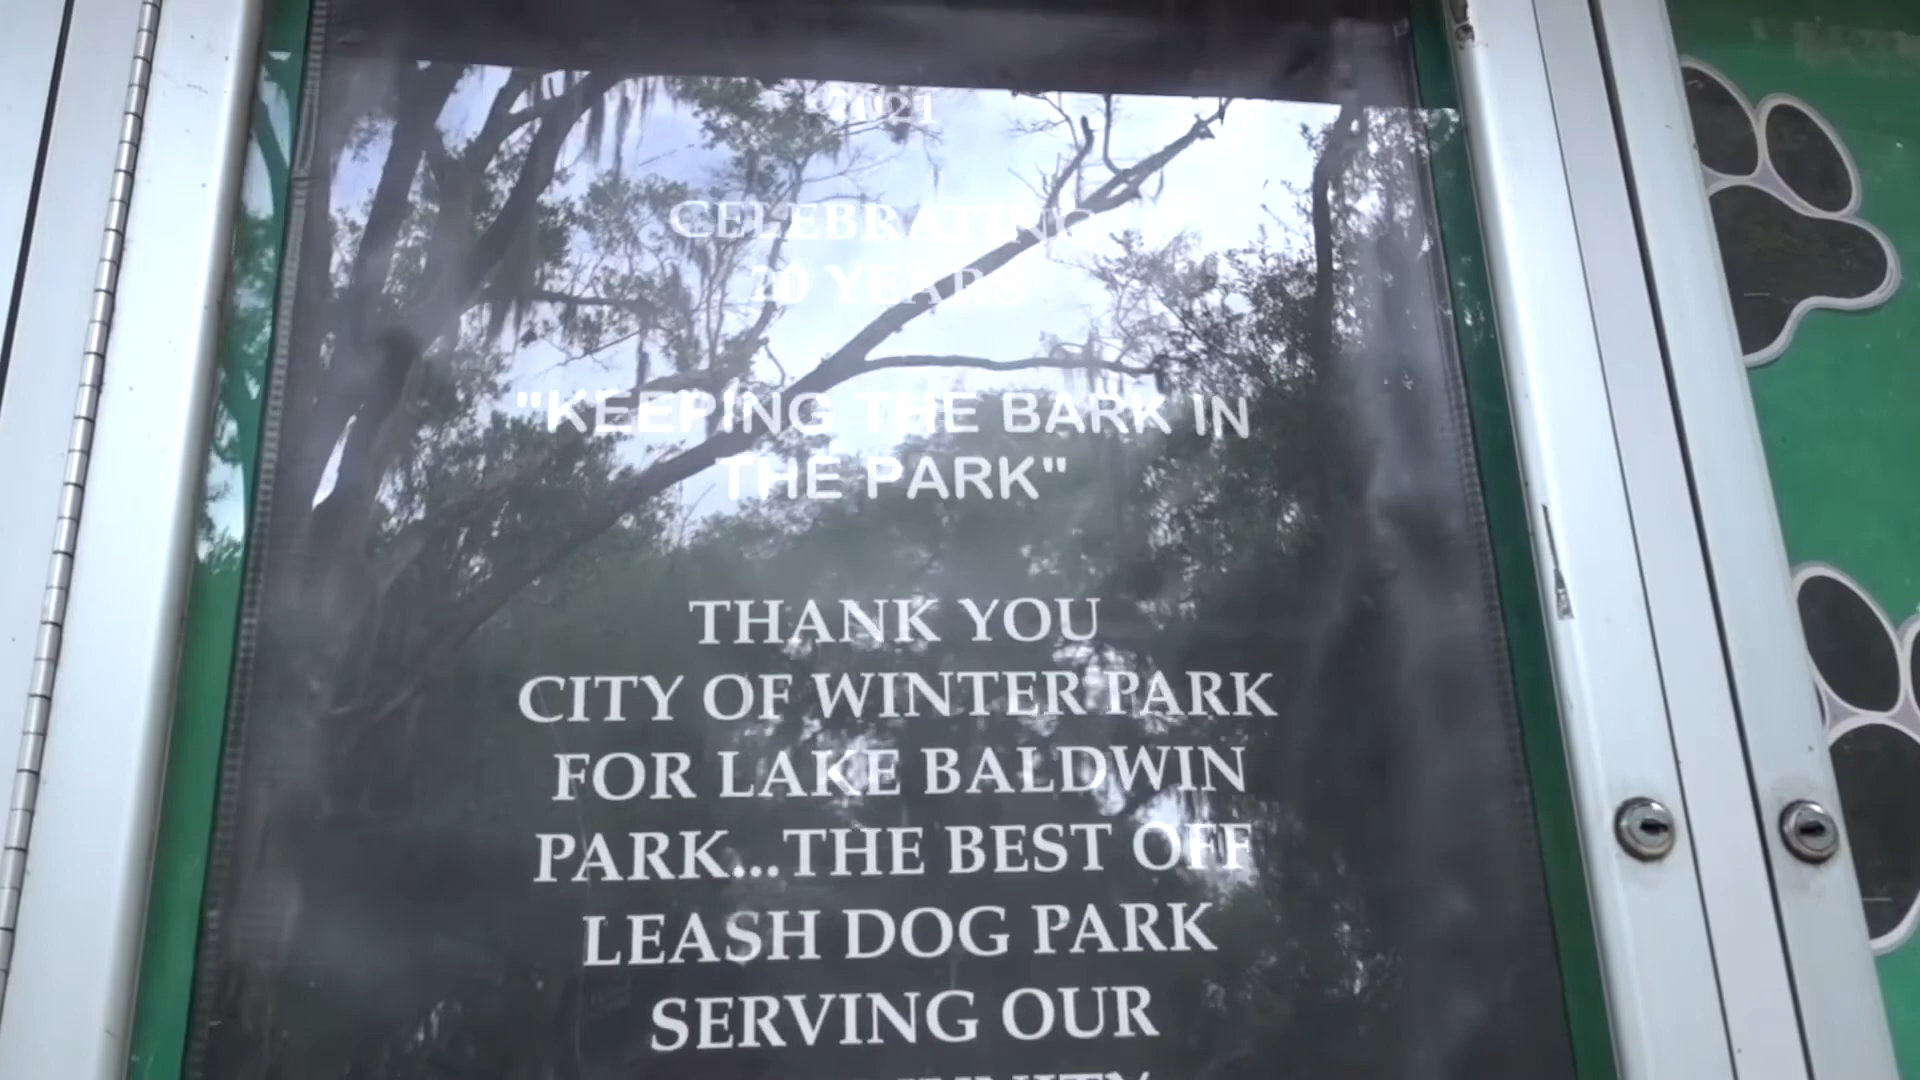 2021
CELEBRATING
20 YEARS
"KEEPING THE BARK IN
THE PARK"
THANK YOU
CITY OF WINTER PARK
FOR LAKE BALDWIN
PARK...THE BEST OFF
LEASH DOG PARK
SERVING OUR